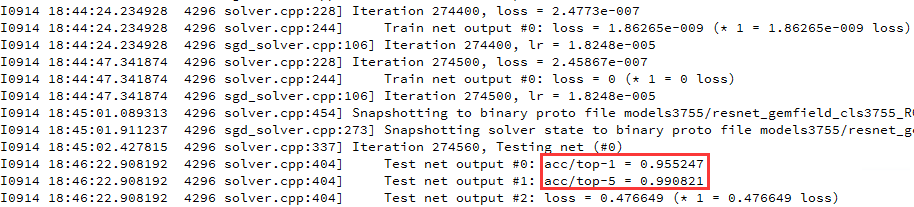 I0914 18:44:24.234928  4296 solver.cpp:228] Iteration 274400, loss = 2.4773e-007
I0914 18:44:24.234928  4296 solver.cpp:244]     Train net output #0: loss = 1.86265e-009 (* 1 = 1.86265e-009 loss)
I0914 18:44:24.234928  4296 sgd_solver.cpp:106] Iteration 274400, lr = 1.8248e-005
I0914 18:44:47.341874  4296 solver.cpp:228] Iteration 274500, loss = 2.45867e-007
I0914 18:44:47.341874  4296 solver.cpp:244]     Train net output #0: loss = 0 (* 1 = 0 loss)
I0914 18:44:47.341874  4296 sgd_solver.cpp:106] Iteration 274500, lr = 1.8248e-005
I0914 18:45:01.089313  4296 solver.cpp:454] Snapshotting to binary proto file models3755/resnet_gemfield_cls3755_R
I0914 18:45:01.911237  4296 sgd_solver.cpp:273] Snapshotting solver state to binary proto file models3755/resnet_g
I0914 18:45:02.427815  4296 solver.cpp:337] Iteration 274560, Testing net (#0)
I0914 18:46:22.908192  4296 solver.cpp:404]     Test net output #0: acc/top-1 = 0.955247
I0914 18:46:22.908192  4296 solver.cpp:404]     Test net output #1: acc/top-5 = 0.990821
I0914 18:46:22.908192  4296 solver.cpp:404]     Test net output #2: loss = 0.476649 (* 1 = 0.476649 loss)